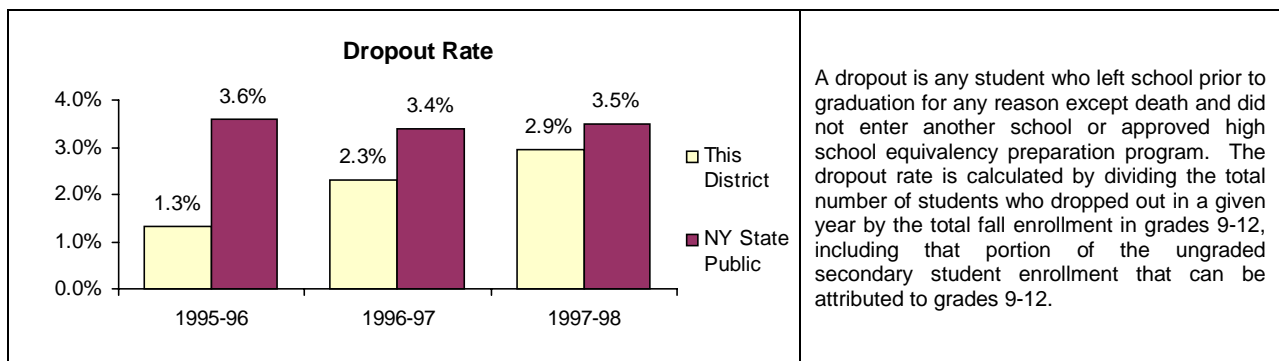 Dropout Rate
4.0%
3.0%
2.0%
1.0%
0.0%
1.3%
3.6%
2.3%
3.4%
2.9%
3.5%
1995-96
1996-97
1997-98
This
District
NY State
Public
A dropout is any student who left school prior to
graduation for any reason except death and did
not enter another school or approved high
school equivalency preparation program. The
dropout rate is calculated by dividing the total
number of students who dropped out in a given
year by the total fall enrollment in grades 9-12,
including that portion of the ungraded
secondary student enrollment that can be
attributed to grades 9-12.